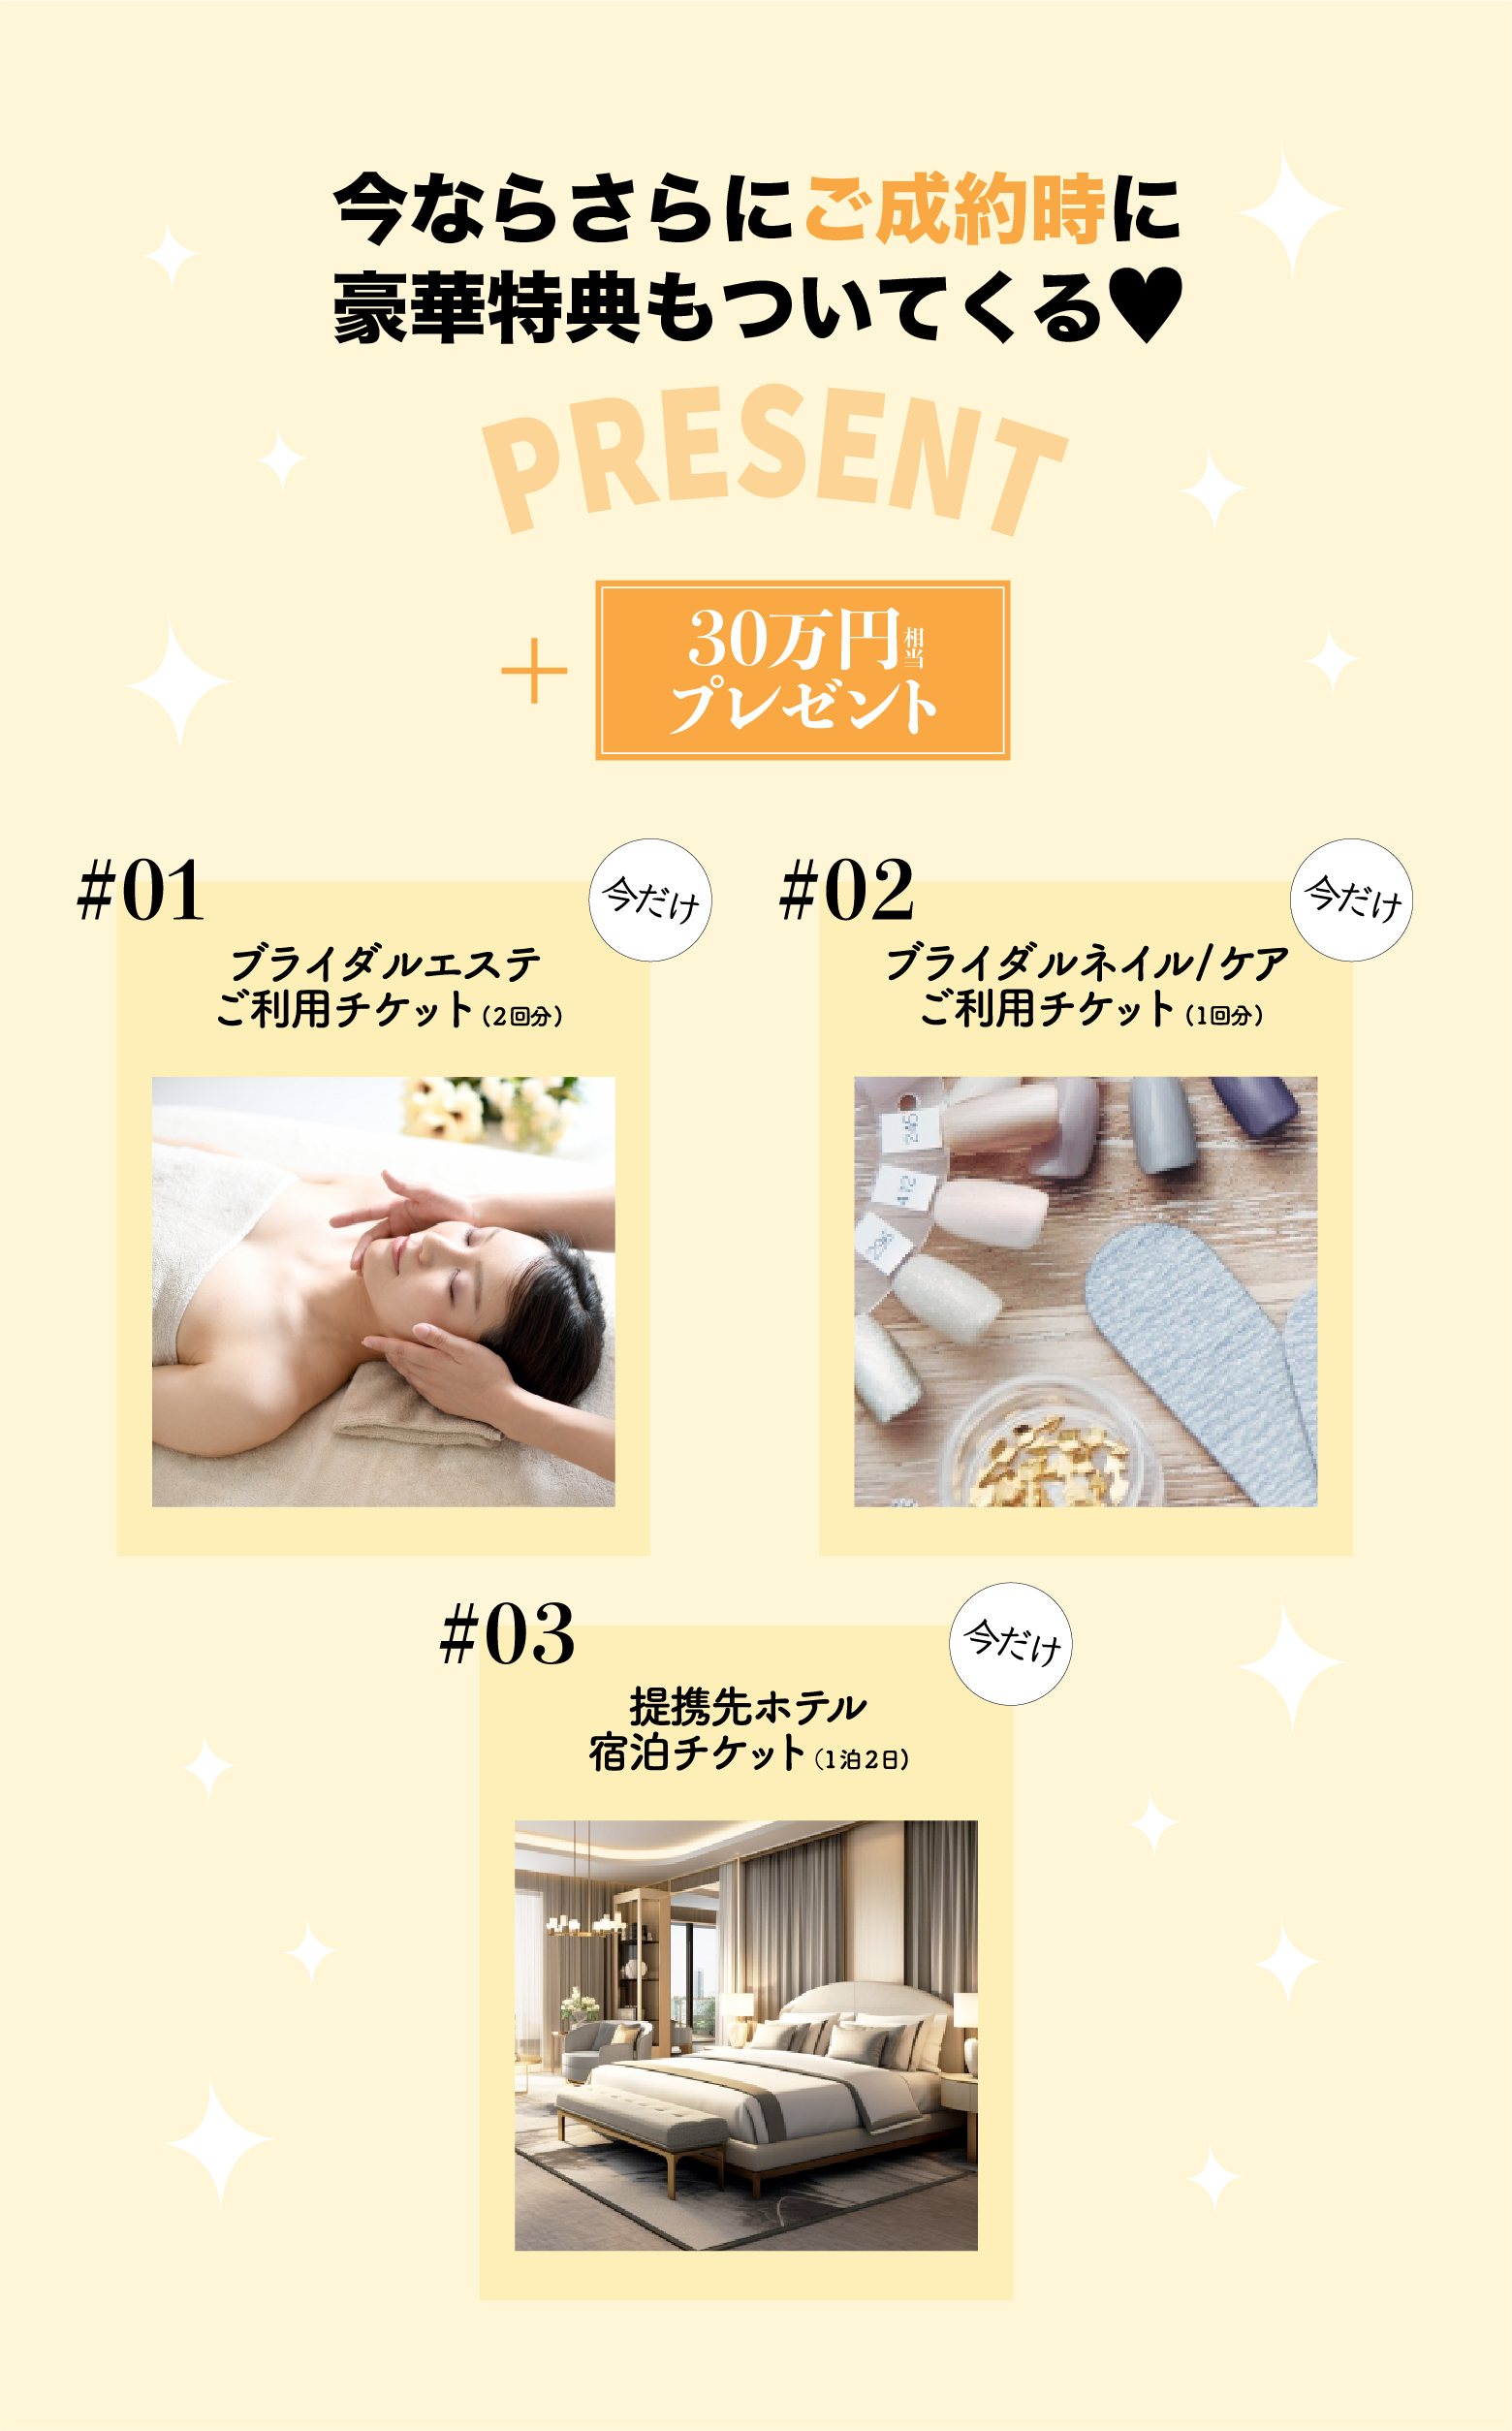 今ならさらにご成約時に
豪華特典もついてくる♥
PRESENT
+
30万円相当
プレゼント
#01
今だけ
ブライダルエステ
ご利用チケット(2回分)
#02
今だけ
ブライダルネイル/ケア
ご利用チケット(1回分)
245
412
#03
今だけ
提携先ホテル
宿泊チケット(1泊2日)